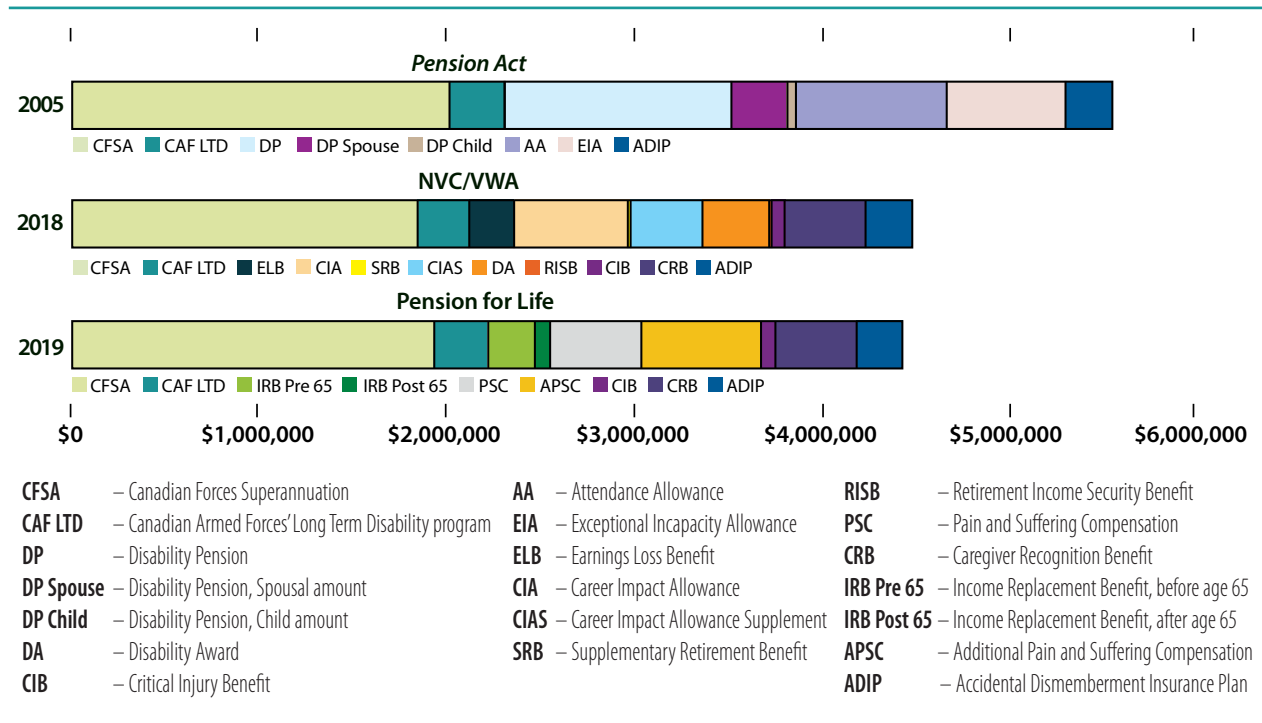 Pension Act
2005
CFSA CAF LTD DP DP Spouse DP Child AA EIA ADIP
NVC/VWA
2018
CFSA CAF LTD ELB CIA SRB CIAS DA RISB CIB CRB ADIP
Pension for Life
2019
CFSA CAF LTD IRB Pre 65 IRB Post 65 PSC APSC CIB CRB ADIP
$0 $1,000,000 $2,000,000 $3,000,000 $4,000,000 $5,000,000 $6,000,000
CFSA – Canadian Forces Superannuation
CAF LTD – Canadian Armed Forces' Long Term Disability program
DP – Disability Pension
DP Spouse – Disability Pension, Spousal amount
DP Child – Disability Pension, Child amount
DA – Disability Award
CIB – Critical Injury Benefit
AA – Attendance Allowance
EIA – Exceptional Incapacity Allowance
ELB – Earnings Loss Benefit
CIA – Career Impact Allowance
CIAS – Career Impact Allowance Supplement
SRB – Supplementary Retirement Benefit
RISB – Retirement Income Security Benefit
PSC – Pain and Suffering Compensation
CRB – Caregiver Recognition Benefit
IRB Pre 65 – Income Replacement Benefit, before age 65
IRB Post 65 – Income Replacement Benefit, after age 65
APSC – Additional Pain and Suffering Compensation
ADIP – Accidental Dismemberment Insurance Plan